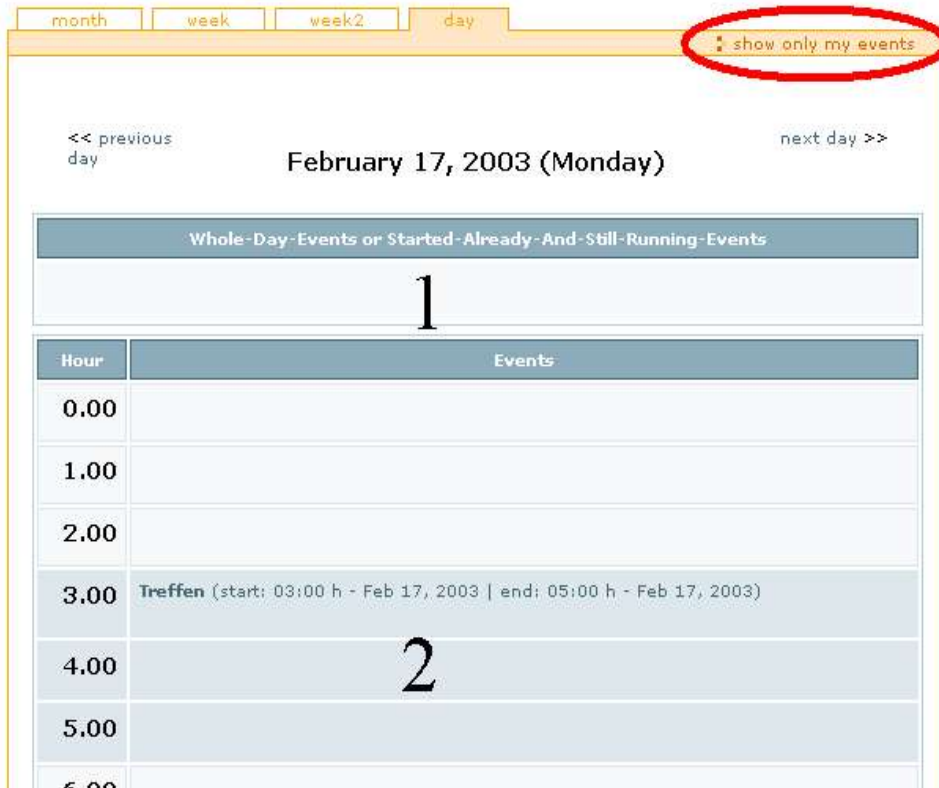 month week week2 day
show only my events
<< previous day
February 17, 2003 (Monday)
next day >>
Whole-Day-Events or Started-Already-And-Still-Running-Events
1
Hour Events
0.00
1.00
2.00
3.00 Treffen (start: 03:00 h - Feb 17, 2003 | end: 05:00 h - Feb 17, 2003)
4.00
2
5.00